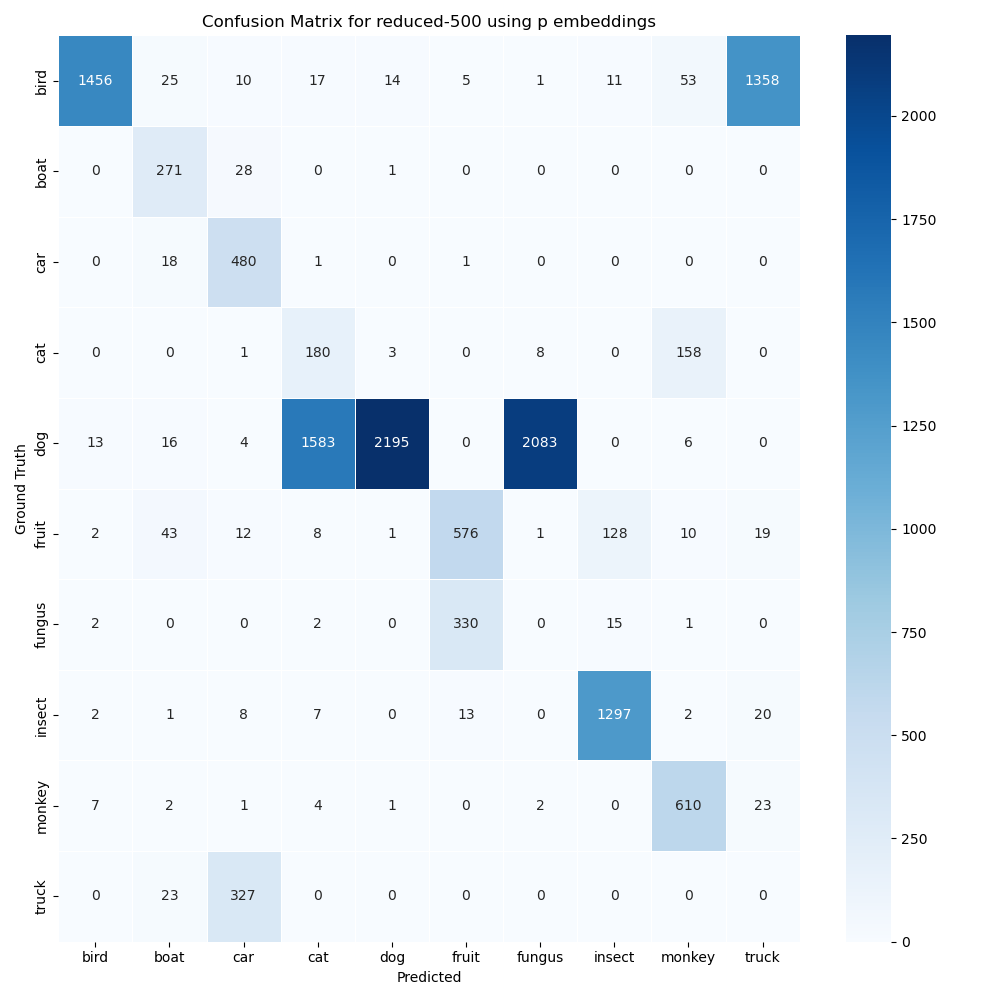 Confusion Matrix for reduced-500 using p embeddings
bird 1456 25 10 17 14 5 1 11 53 1358
boat 0 271 28 0 1 0 0 0 0 0
car 0 18 480 1 0 1 0 0 0 0
cat 0 0 1 180 3 0 8 0 158 0
dog 13 16 4 1583 2195 0 2083 0 6 0
fruit 2 43 12 8 1 576 1 128 10 19
fungus 2 0 0 2 0 330 0 15 1 0
insect 2 1 8 7 0 13 0 1297 2 20
monkey 7 2 1 4 1 0 2 0 610 23
truck 0 23 327 0 0 0 0 0 0 0
bird boat car cat dog fruit fungus insect monkey truck
Predicted
Ground Truth
2000
1750
1500
1250
1000
750
500
250
0